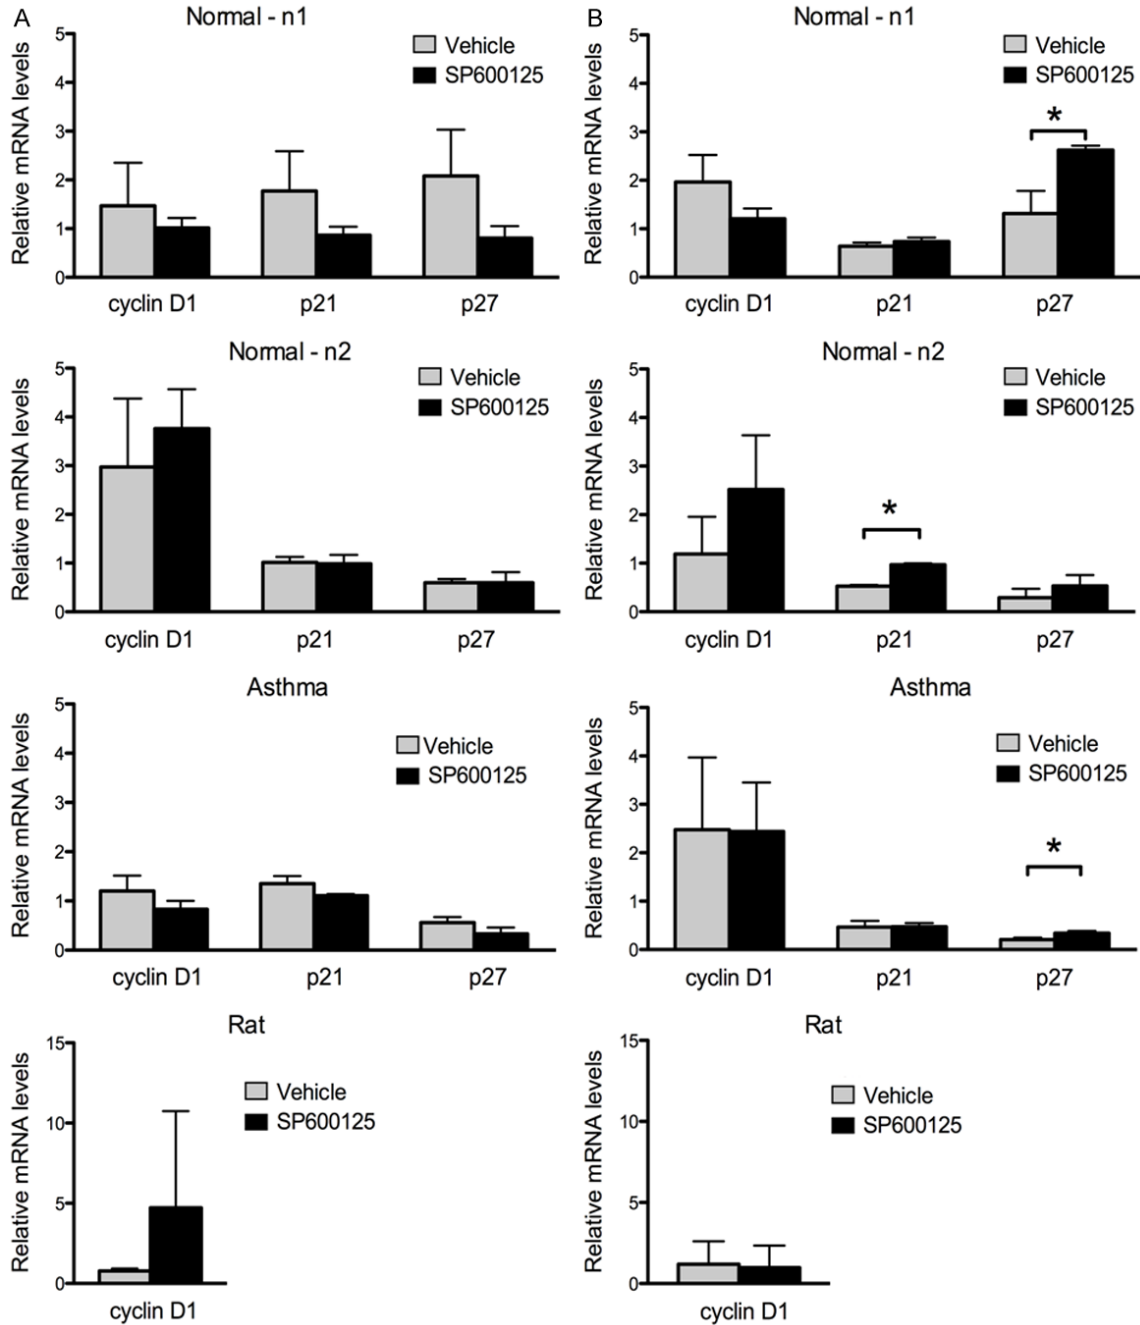 A
Normal - n1
Relative mRNA levels
5
4
3
2
1
0
Vehicle
SP600125
cyclin D1 p21 p27
B
Normal - n1
Relative mRNA levels
5
4
3
2
1
0
Vehicle
SP600125
*
cyclin D1 p21 p27
Normal - n2
Relative mRNA levels
5
4
3
2
1
0
Vehicle
SP600125
cyclin D1 p21 p27
Normal - n2
Relative mRNA levels
5
4
3
2
1
0
Vehicle
SP600125
*
cyclin D1 p21 p27
Asthma
Relative mRNA levels
5
4
3
2
1
0
Vehicle
SP600125
cyclin D1 p21 p27
Asthma
Relative mRNA levels
5
4
3
2
1
0
Vehicle
SP600125
*
cyclin D1 p21 p27
Rat
Relative mRNA levels
15
10
5
0
Vehicle
SP600125
cyclin D1
Rat
Relative mRNA levels
15
10
5
0
Vehicle
SP600125
cyclin D1